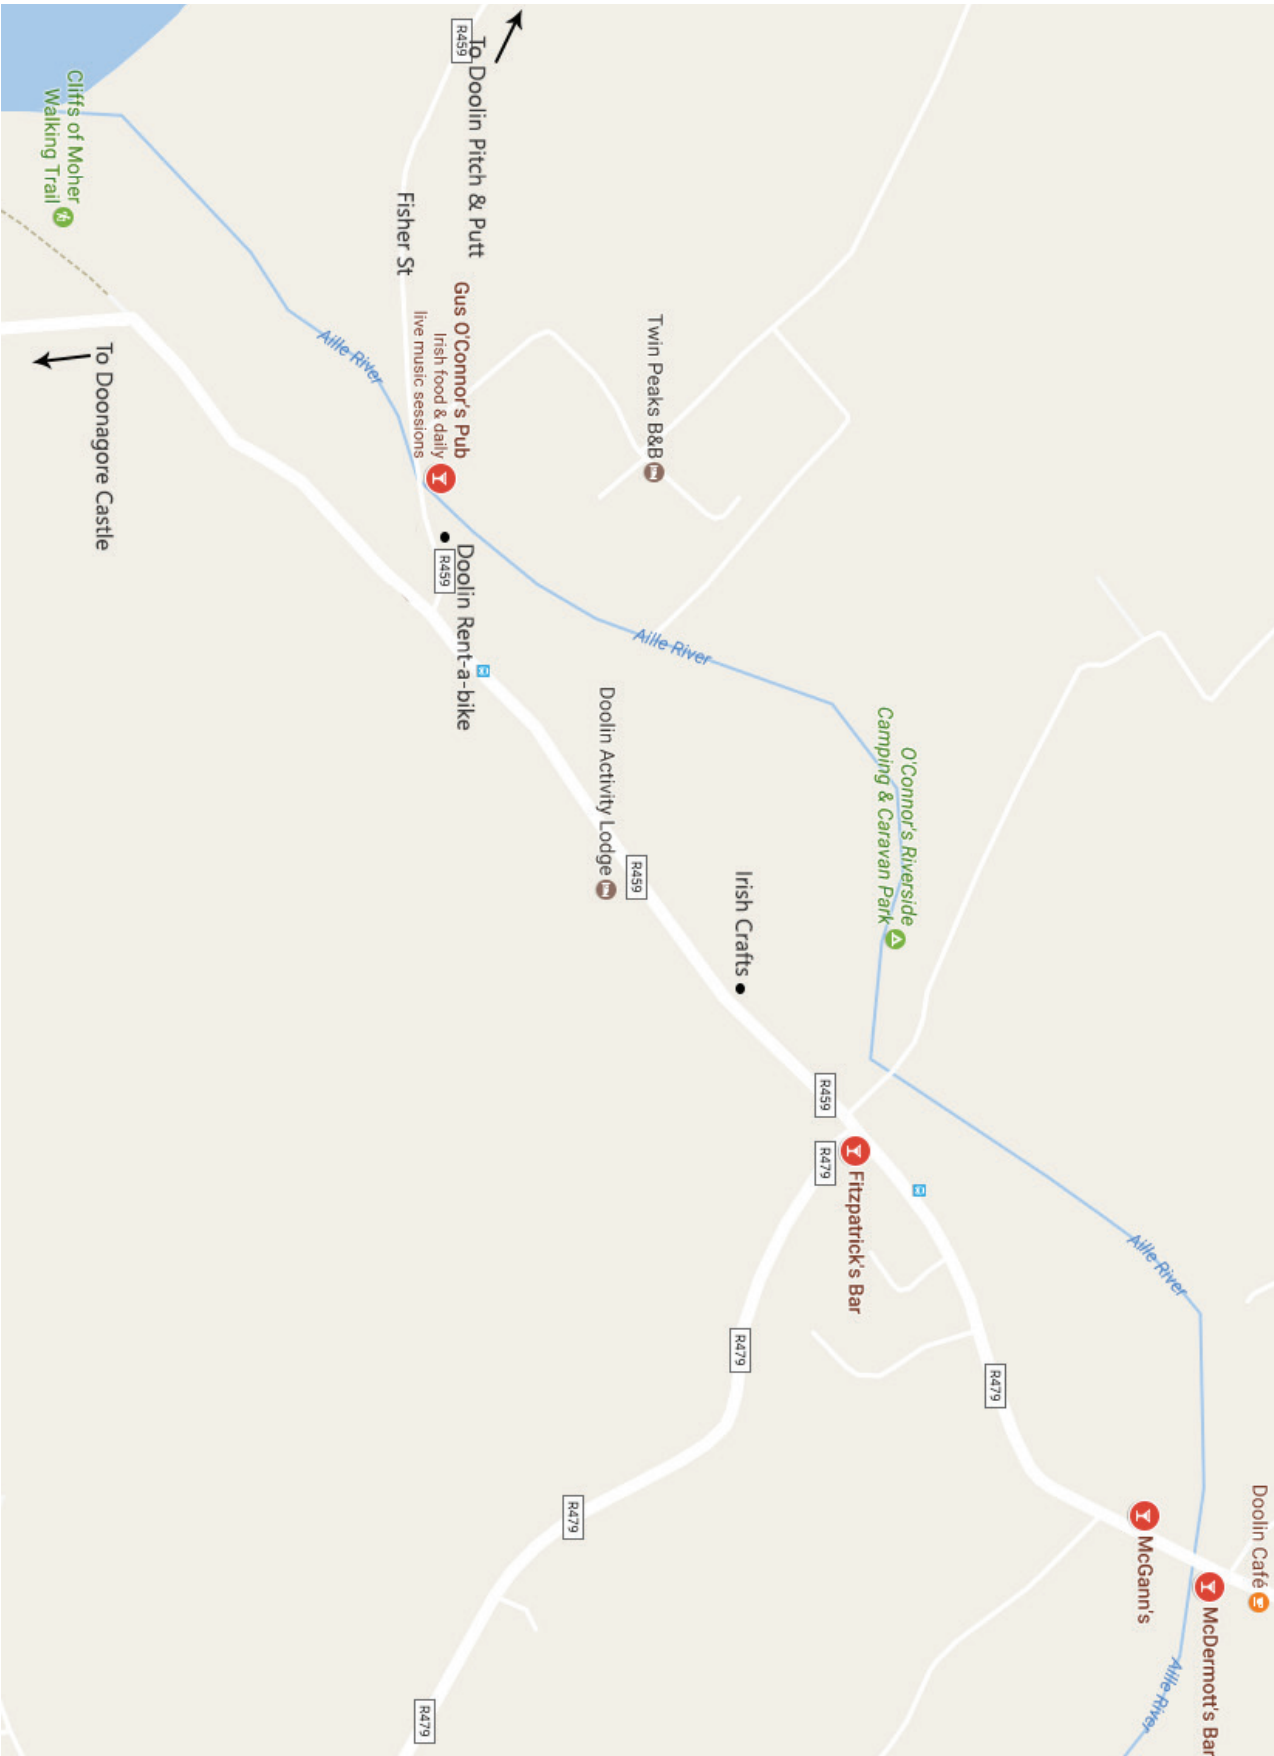 Doolin Café
McDermott's Bar
Aille River
Aille River
McGann's
R479
O'Connor's Riverside
Camping & Caravan Park
Fitzpatrick's Bar
R459
R479
Irish Crafts
R479
Aille River
Twin Peaks B&B
R459
Doolin Activity Lodge
R479
To Doolin Pitch & Putt
R459
Gus O'Connor's Pub
Irish food & daily
live music sessions
Doolin Rent-a-bike
R459
R479
Fisher St
Aille River
To Doonagore Castle
Cliffs of Moher
Walking Trail